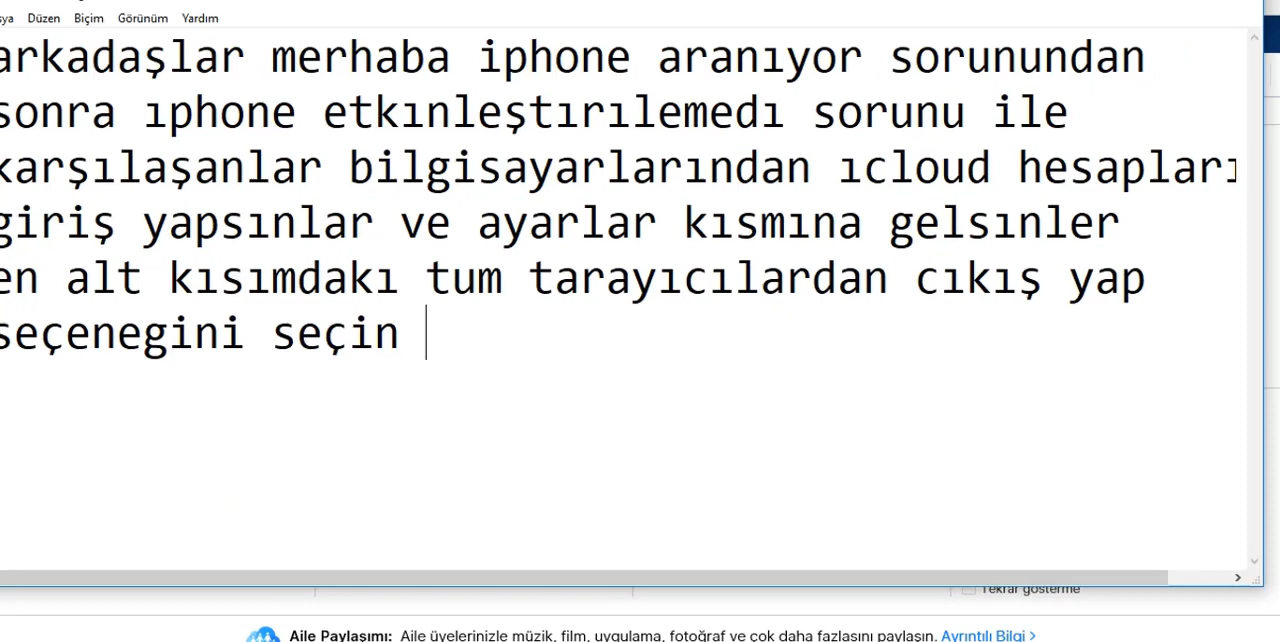 sya Düzen Biçim Görünüm Yardım
arkadaşlar merhaba iphone aranıyor sorunundan
sonra ıphone etkınleştırılemedı sorunu ile
karşılaşanlar bilgisayarlarından ıcloud hesapları
giriş yapsınlar ve ayarlar kısmına gelsınler
en alt kısımdakı tum tarayıcılardan cıkış yap
seçenegini seçin
Tekrar gösterme
Aile Paylaşımı: Aile üyelerinizle müzik, film, uygulama, fotoğraf ve çok daha fazlasını paylaşın. Ayrıntılı Bilgi >